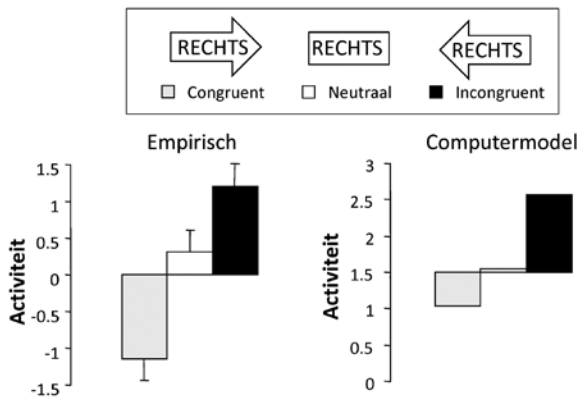 RECHTS RECHTS RECHTS
Congruent Neutraal Incongruent
Empirisch
Activiteit
1.5
1
0.5
0
-0.5
-1
-1.5
Computermodel
Activiteit
3
2.5
2
1.5
1
0.5
0